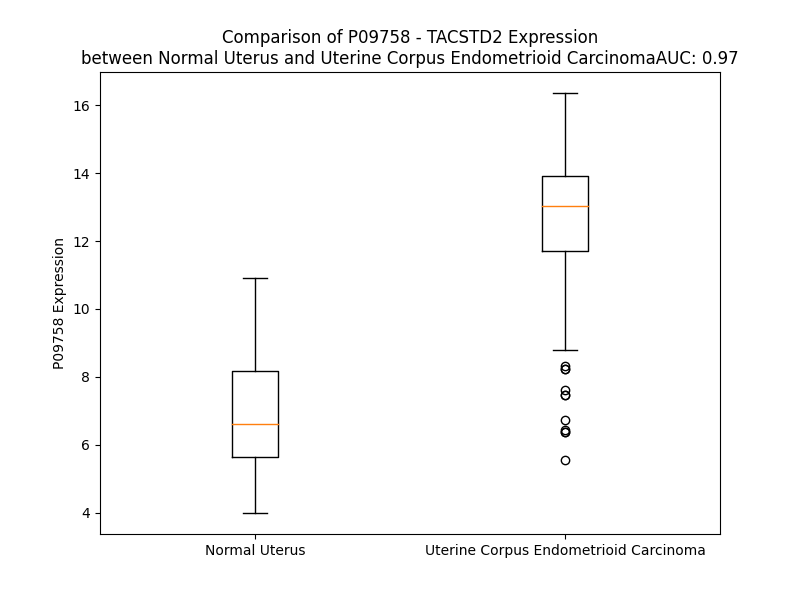 Comparison of P09758 - TACSTD2 Expression
between Normal Uterus and Uterine Corpus Endometrioid CarcinomaAUC: 0.97
P09758 Expression
16
14
12
10
8
6
4
Normal Uterus
Uterine Corpus Endometrioid Carcinoma